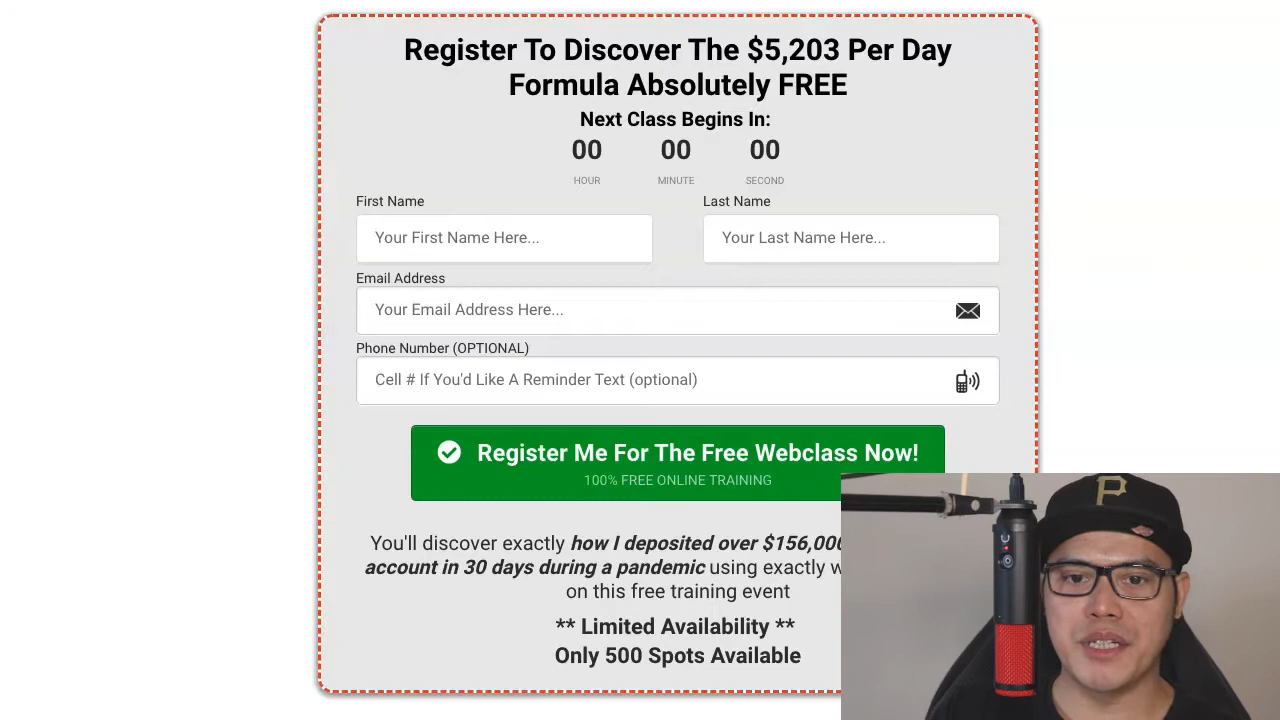 Register To Discover The $5,203 Per Day
Formula Absolutely FREE
Next Class Begins In:
00 00 00
HOUR MINUTE SECOND
First Name Last Name
Your First Name Here... Your Last Name Here...
Email Address
Your Email Address Here...
Phone Number (OPTIONAL)
Cell # If You'd Like A Reminder Text (optional)
Register Me For The Free Webclass Now!
100% FREE ONLINE TRAINING
You'll discover exactly how I deposited over $156,000
account in 30 days during a pandemic using exactly
on this free training event
** Limited Availability **
Only 500 Spots Available
P